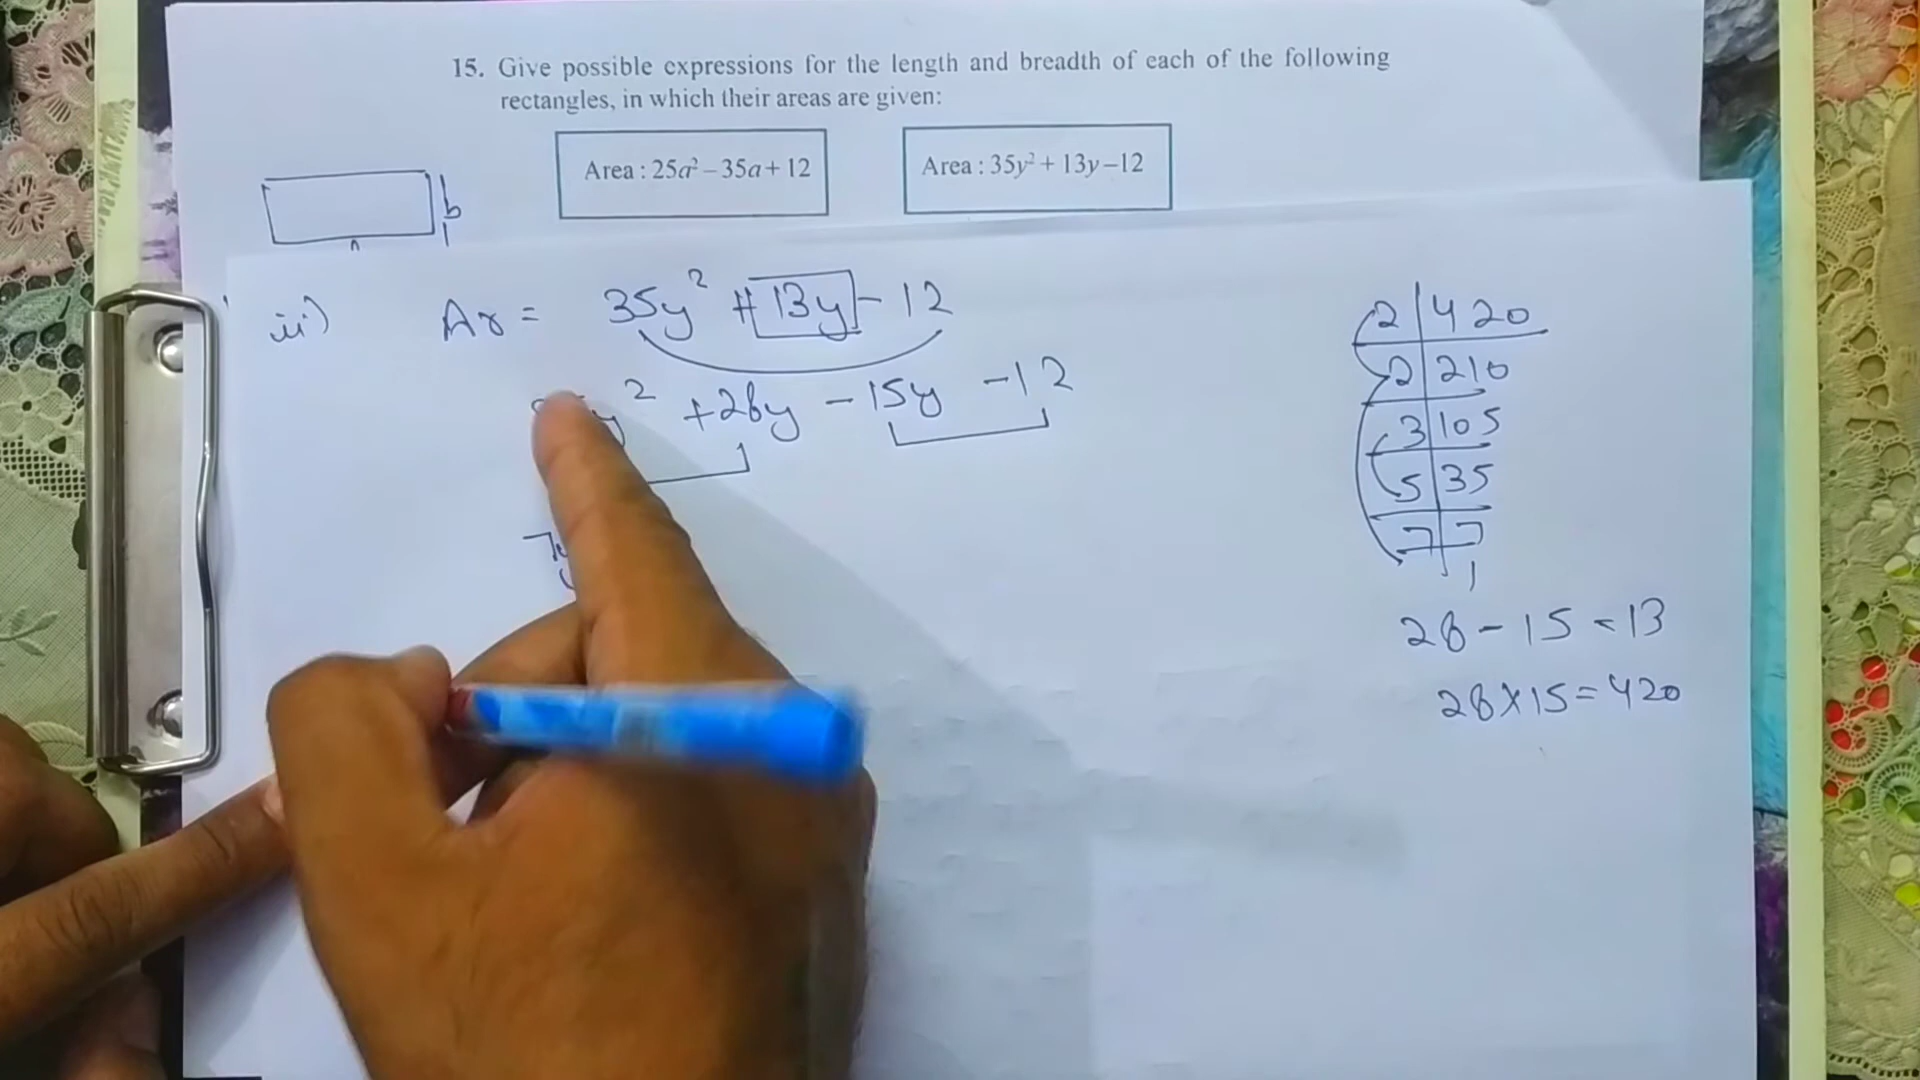 15. Give possible expressions for the length and breadth of each of the following
rectangles, in which their areas are given:
Area : 25a² – 35a + 12
Area : 35y² + 13y – 12
b
ii) Ar = 35y² + 13y - 12
y² + 28y - 15y - 12
7y
2 | 420
2 | 210
3 | 105
5 | 35
7 | 7
1
28 - 15 = 13
28 × 15 = 420